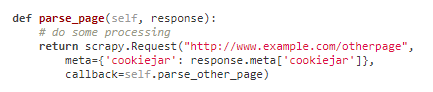 def parse_page(self, response):
    # do some processing
    return scrapy.Request("http://www.example.com/otherpage",
        meta={'cookiejar': response.meta['cookiejar']},
        callback=self.parse_other_page)